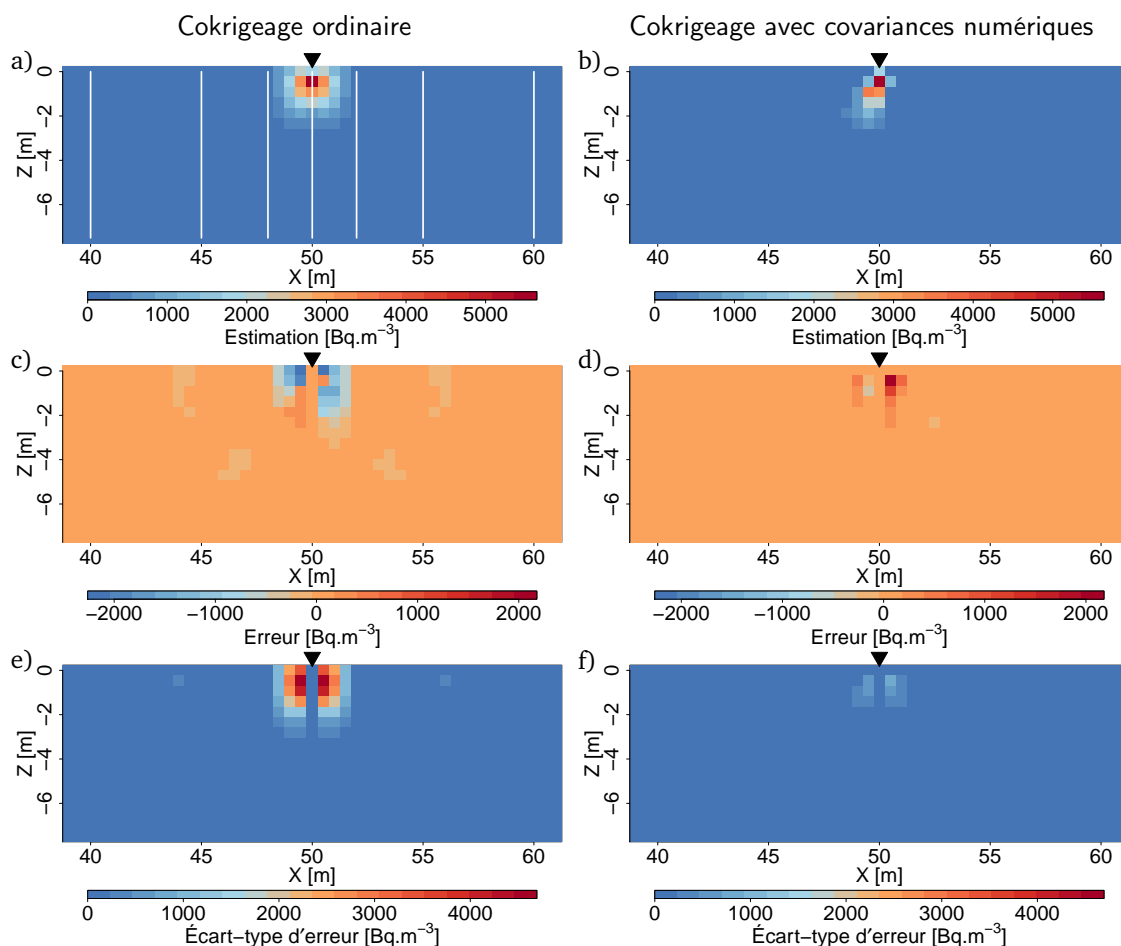 Cokrigeage ordinaire
Cokrigeage avec covariances numériques
a)
0
−2
−4
−6
Z [m]
40 45 50 55 60
X [m]
0 1000 2000 3000 4000 5000
Estimation [Bq.m−3]
b)
0
−2
−4
−6
Z [m]
40 45 50 55 60
X [m]
0 1000 2000 3000 4000 5000
Estimation [Bq.m−3]
c)
0
−2
−4
−6
Z [m]
40 45 50 55 60
X [m]
−2000 −1000 0 1000 2000
Erreur [Bq.m−3]
d)
0
−2
−4
−6
Z [m]
40 45 50 55 60
X [m]
−2000 −1000 0 1000 2000
Erreur [Bq.m−3]
e)
0
−2
−4
−6
Z [m]
40 45 50 55 60
X [m]
0 1000 2000 3000 4000
Écart−type d'erreur [Bq.m−3]
f)
0
−2
−4
−6
Z [m]
40 45 50 55 60
X [m]
0 1000 2000 3000 4000
Écart−type d'erreur [Bq.m−3]